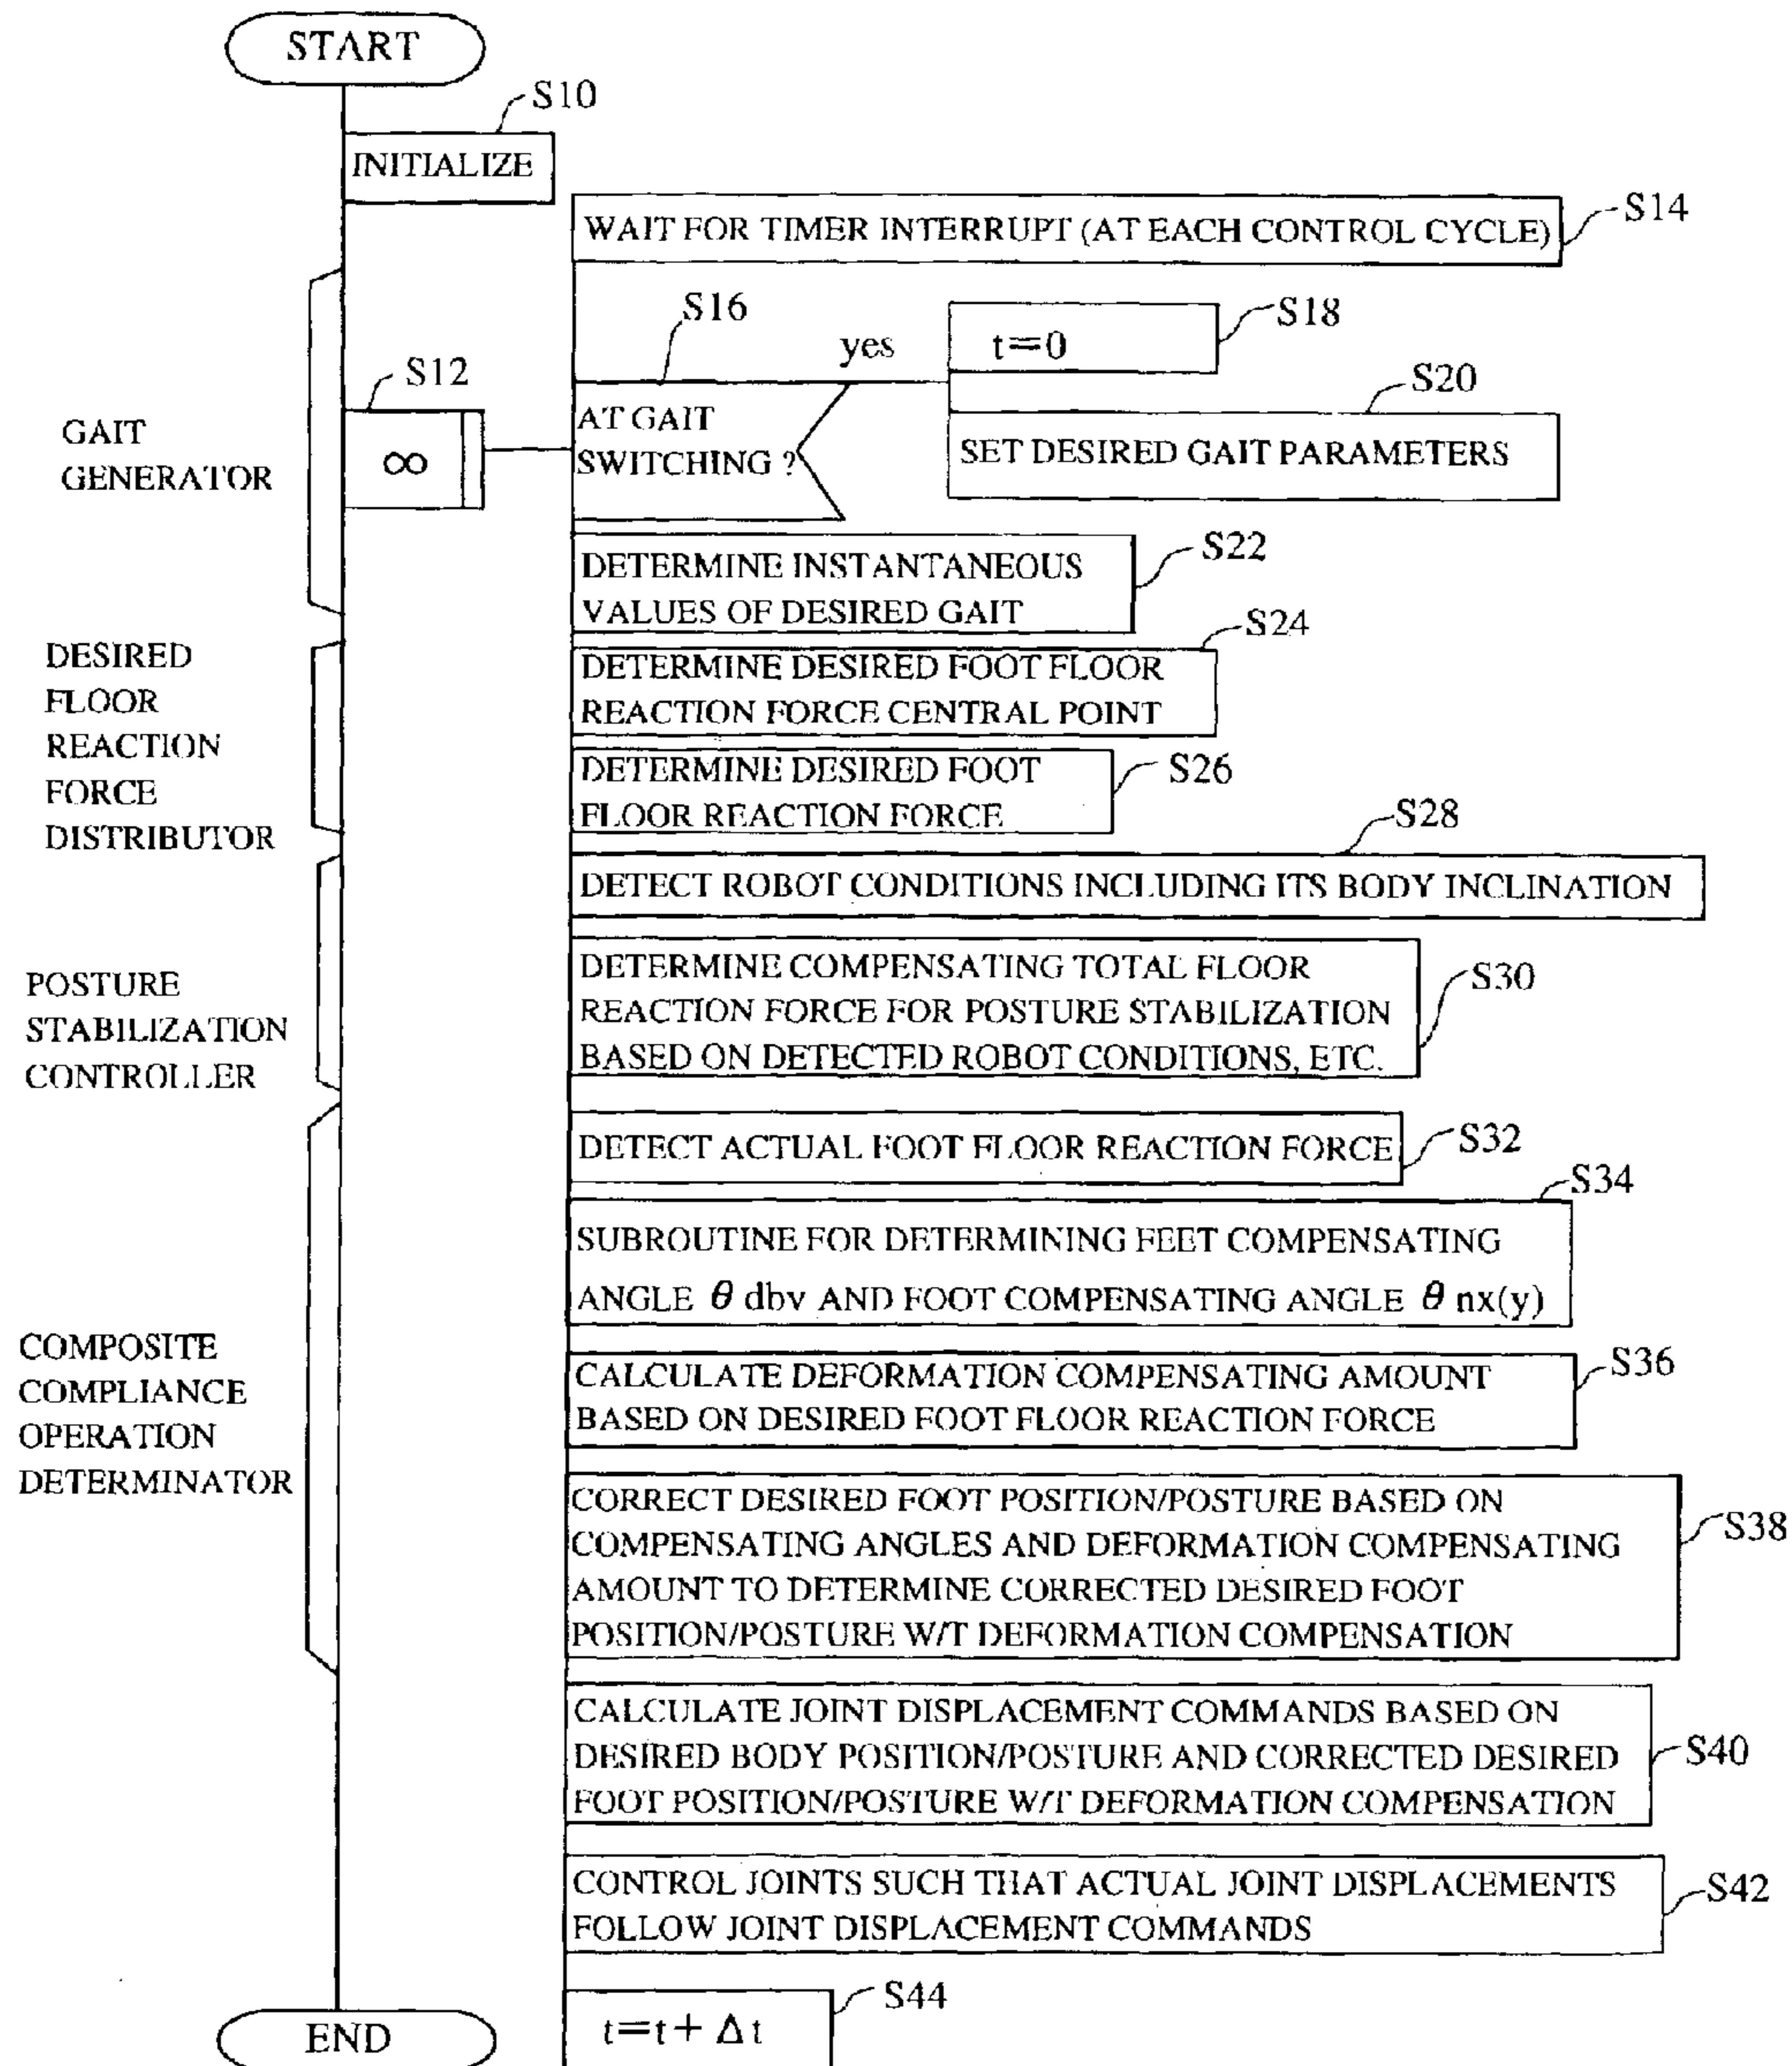 START
S10
INITIALIZE
WAIT FOR TIMER INTERRUPT (AT EACH CONTROL CYCLE)
S14
S16
yes
t=0
S18
S12
∞
GAIT
GENERATOR
AT GAIT
SWITCHING ?
S20
SET DESIRED GAIT PARAMETERS
DETERMINE INSTANTANEOUS
VALUES OF DESIRED GAIT
S22
DESIRED
FLOOR
REACTION
FORCE
DISTRIBUTOR
S24
DETERMINE DESIRED FOOT FLOOR
REACTION FORCE CENTRAL POINT
DETERMINE DESIRED FOOT
FLOOR REACTION FORCE
S26
S28
DETECT ROBOT CONDITIONS INCLUDING ITS BODY INCLINATION
POSTURE
STABILIZATION
CONTROLLER
DETERMINE COMPENSATING TOTAL FLOOR
REACTION FORCE FOR POSTURE STABILIZATION
BASED ON DETECTED ROBOT CONDITIONS, ETC.
S30
DETECT ACTUAL FOOT FLOOR REACTION FORCE
S32
S34
SUBROUTINE FOR DETERMINING FEET COMPENSATING
ANGLE θ dbv AND FOOT COMPENSATING ANGLE θ nx(y)
COMPOSITE
COMPLIANCE
OPERATION
DETERMINATOR
CALCULATE DEFORMATION COMPENSATING AMOUNT
BASED ON DESIRED FOOT FLOOR REACTION FORCE
S36
CORRECT DESIRED FOOT POSITION/POSTURE BASED ON
COMPENSATING ANGLES AND DEFORMATION COMPENSATING
AMOUNT TO DETERMINE CORRECTED DESIRED FOOT
POSITION/POSTURE W/T DEFORMATION COMPENSATION
S38
CALCULATE JOINT DISPLACEMENT COMMANDS BASED ON
DESIRED BODY POSITION/POSTURE AND CORRECTED DESIRED
FOOT POSITION/POSTURE W/T DEFORMATION COMPENSATION
S40
CONTROL JOINTS SUCH THAT ACTUAL JOINT DISPLACEMENTS
FOLLOW JOINT DISPLACEMENT COMMANDS
S42
S44
t=t+ Δt
END